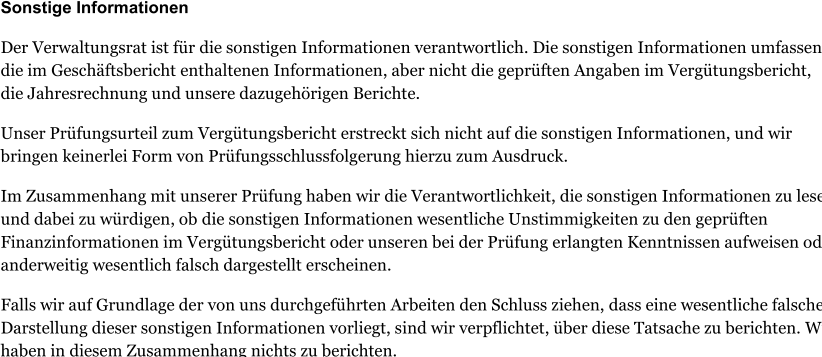 Sonstige Informationen
Der Verwaltungsrat ist für die sonstigen Informationen verantwortlich. Die sonstigen Informationen umfassen
die im Geschäftsbericht enthaltenen Informationen, aber nicht die geprüften Angaben im Vergütungsbericht,
die Jahresrechnung und unsere dazugehörigen Berichte.
Unser Prüfungsurteil zum Vergütungsbericht erstreckt sich nicht auf die sonstigen Informationen, und wir
bringen keinerlei Form von Prüfungsschlussfolgerung hierzu zum Ausdruck.
Im Zusammenhang mit unserer Prüfung haben wir die Verantwortlichkeit, die sonstigen Informationen zu lese
und dabei zu würdigen, ob die sonstigen Informationen wesentliche Unstimmigkeiten zu den geprüften
Finanzinformationen im Vergütungsbericht oder unseren bei der Prüfung erlangten Kenntnissen aufweisen od
anderweitig wesentlich falsch dargestellt erscheinen.
Falls wir auf Grundlage der von uns durchgeführten Arbeiten den Schluss ziehen, dass eine wesentliche falsche
Darstellung dieser sonstigen Informationen vorliegt, sind wir verpflichtet, über diese Tatsache zu berichten. W
haben in diesem Zusammenhang nichts zu berichten.